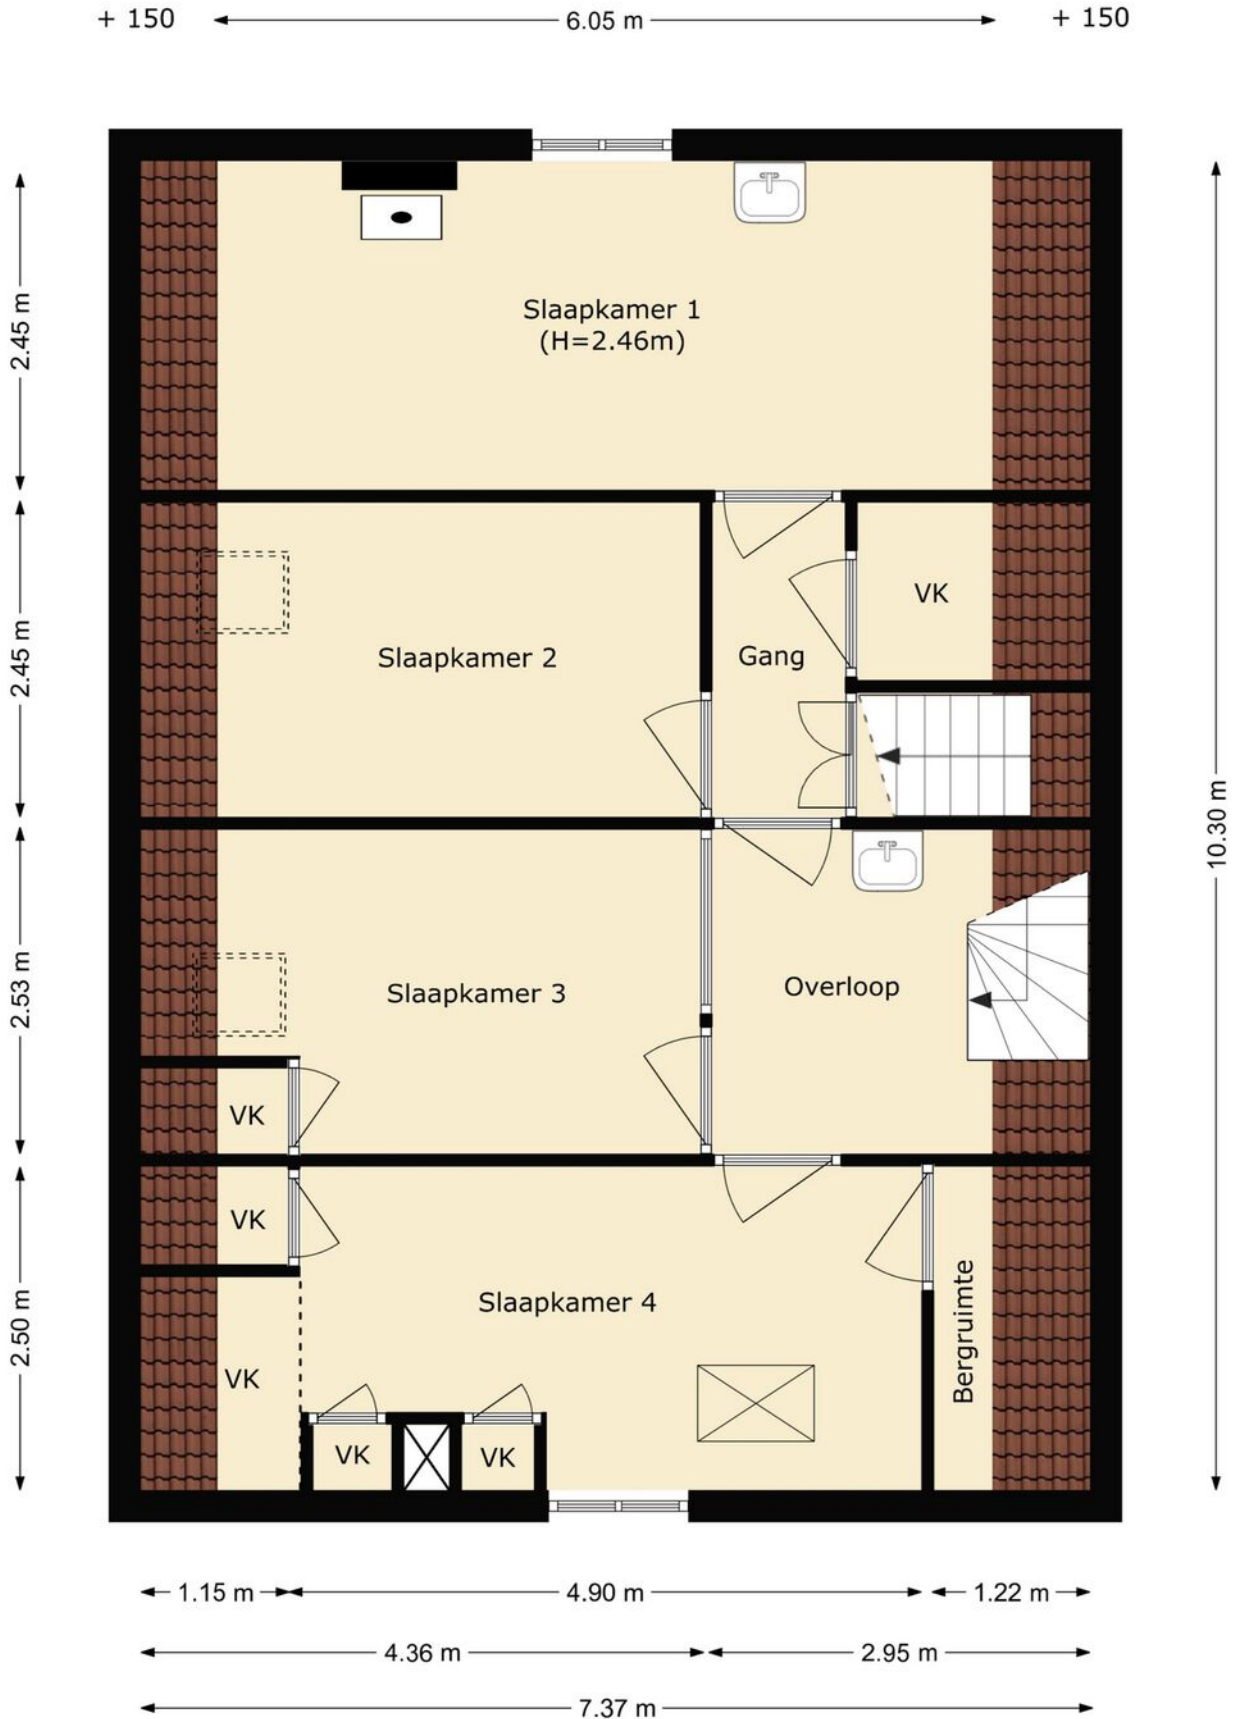 + 150
6.05 m
+ 150
2.45 m
Slaapkamer 1
(H=2.46m)
2.45 m
Slaapkamer 2
Gang
VK
10.30 m
2.53 m
Slaapkamer 3
Overloop
VK
VK
2.50 m
Slaapkamer 4
Bergruimte
VK
VK
VK
1.15 m
4.90 m
1.22 m
4.36 m
2.95 m
7.37 m